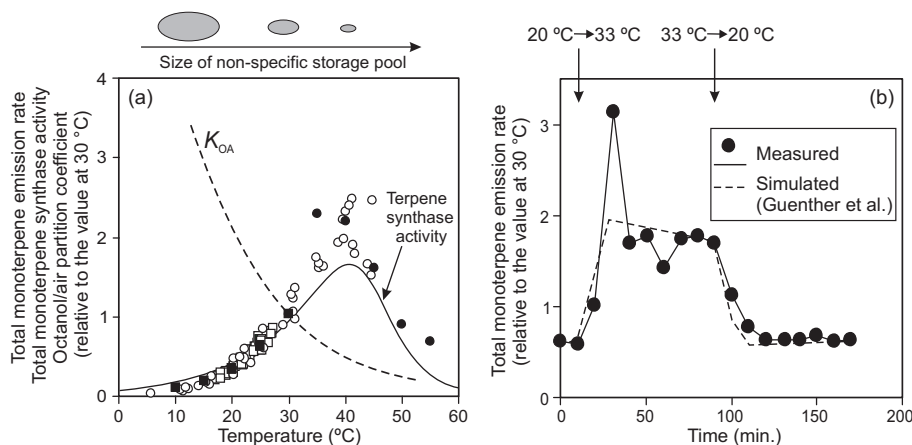 Size of non-specific storage pool
20 ºC→33 ºC 33 ºC→20 ºC
Total monoterpene emission rate
Total moterpene synthase activity
Octanol/air partition coefficient
(relative to the value at 30 °C)
4
3
2
1
0
(a)
KOA
Terpene
synthase
activity
0 10 20 30 40 50 60
Temperature (ºC)
Total monoterpene emission rate
(relative to the value at 30 ºC)
3
2
1
0
(b)
Measured
Simulated
(Guenther et al.)
0 50 100 150 200
Time (min.)